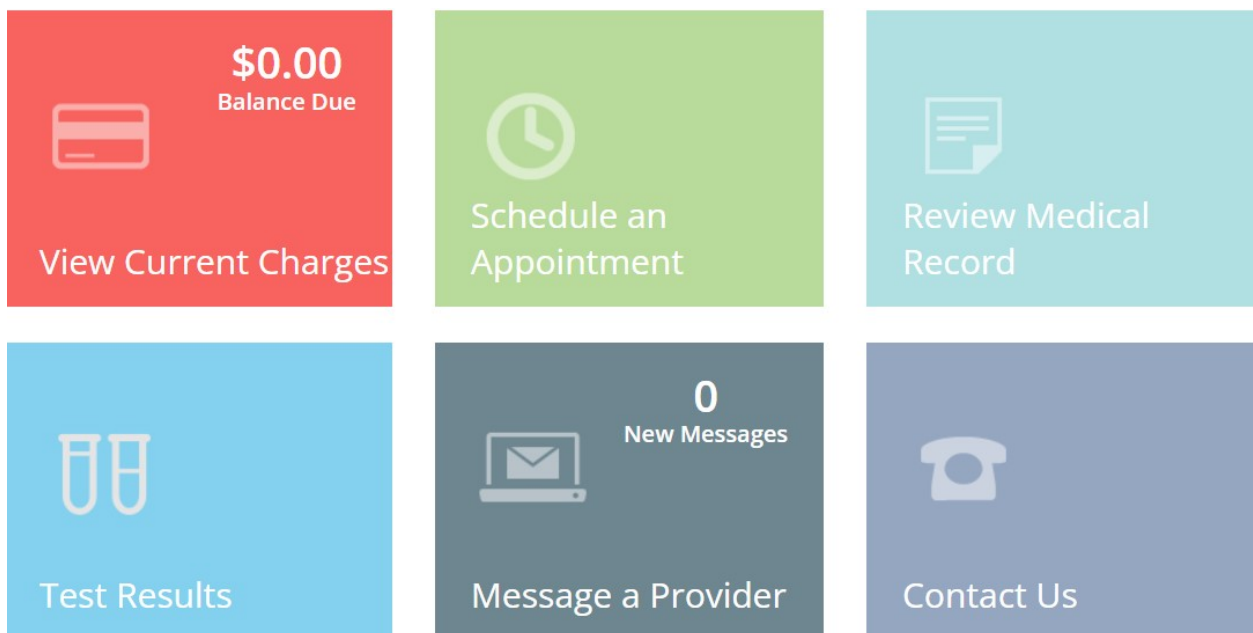 $0.00
Balance Due
View Current Charges
Schedule an
Appointment
Review Medical
Record
Test Results
0
New Messages
Message a Provider
Contact Us